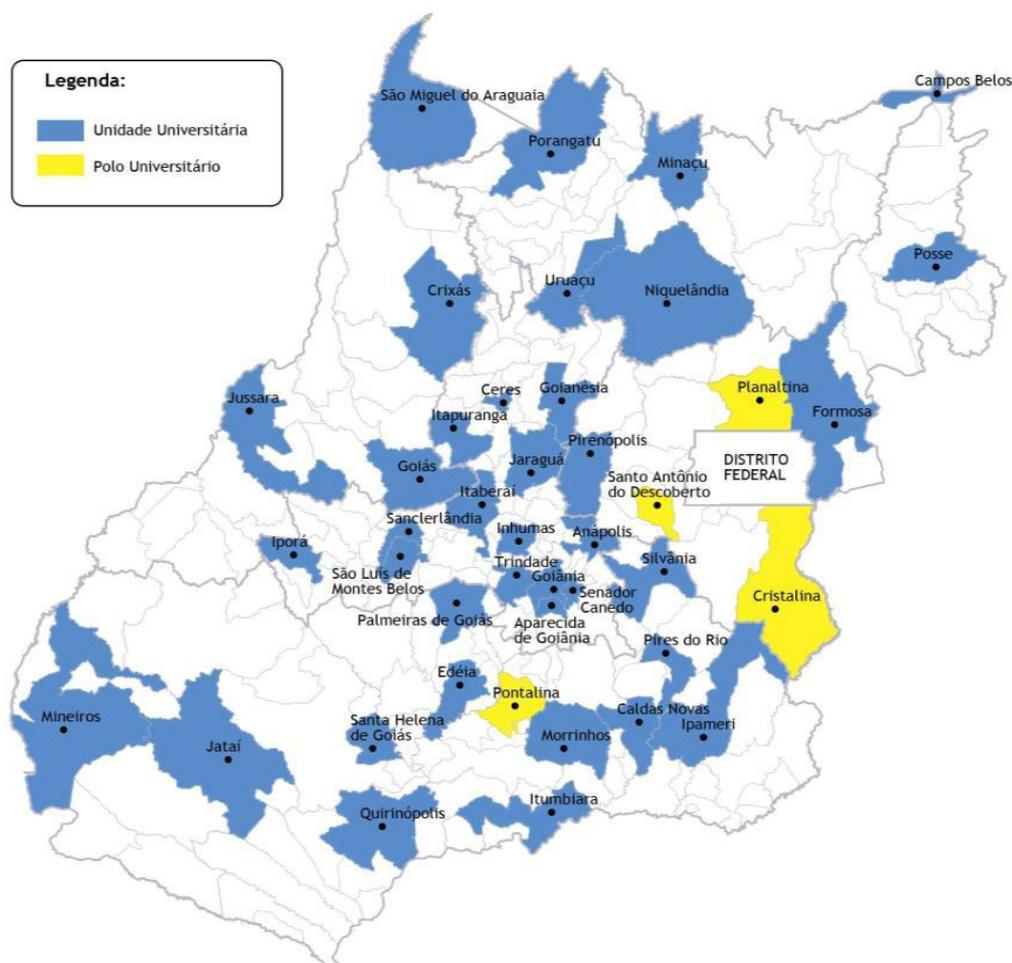 Legenda:
Unidade Universitária
Polo Universitário
Campos Belos
São Miguel do Araguaia
Porangatu
Minaçu
Posse
Uruaçu
Crixás
Niquelândia
Planaltina
Ceres
Goianésia
Jussara
Formosa
Itapuranga
Pirenópolis
DISTRITO
FEDERAL
Goiás
Jaraguá
Santo Antônio
do Descoberto
Itaberaí
Sanclerlândia
Inhumas
Anápolis
Iporá
Silvânia
Trindade
São Luís de
Montes Belos
Goiânia
Senador
Canedo
Cristalina
Palmeiras de Goiás
Aparecida
de Goiânia
Pires do Rio
Edéia
Pontalina
Mineiros
Santa Helena
de Goiás
Caldas Novas
Ipameri
Morrinhos
Jataí
Itumbiara
Quirinópolis